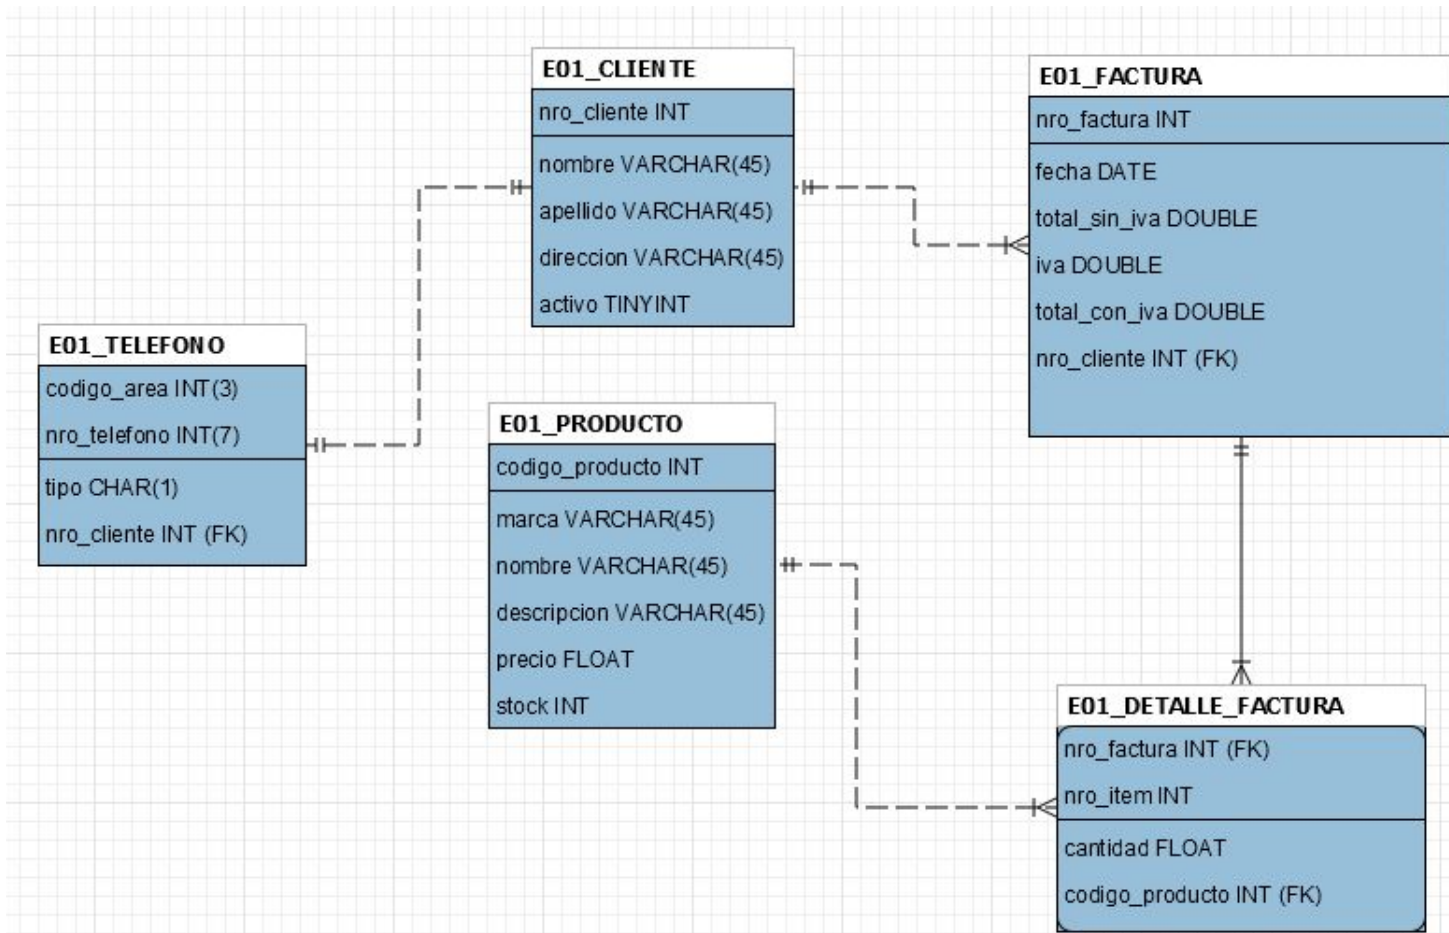 E01_CLIENTE
nro_cliente INT
nombre VARCHAR(45)
apellido VARCHAR(45)
direccion VARCHAR(45)
activo TINYINT
E01_FACTURA
nro_factura INT
fecha DATE
total_sin_iva DOUBLE
iva DOUBLE
total_con_iva DOUBLE
nro_cliente INT (FK)
E01_TELEFONO
codigo_area INT(3)
nro_telefono INT(7)
tipo CHAR(1)
nro_cliente INT (FK)
E01_PRODUCTO
codigo_producto INT
marca VARCHAR(45)
nombre VARCHAR(45)
descripcion VARCHAR(45)
precio FLOAT
stock INT
E01_DETALLE_FACTURA
nro_factura INT (FK)
nro_item INT
cantidad FLOAT
codigo_producto INT (FK)